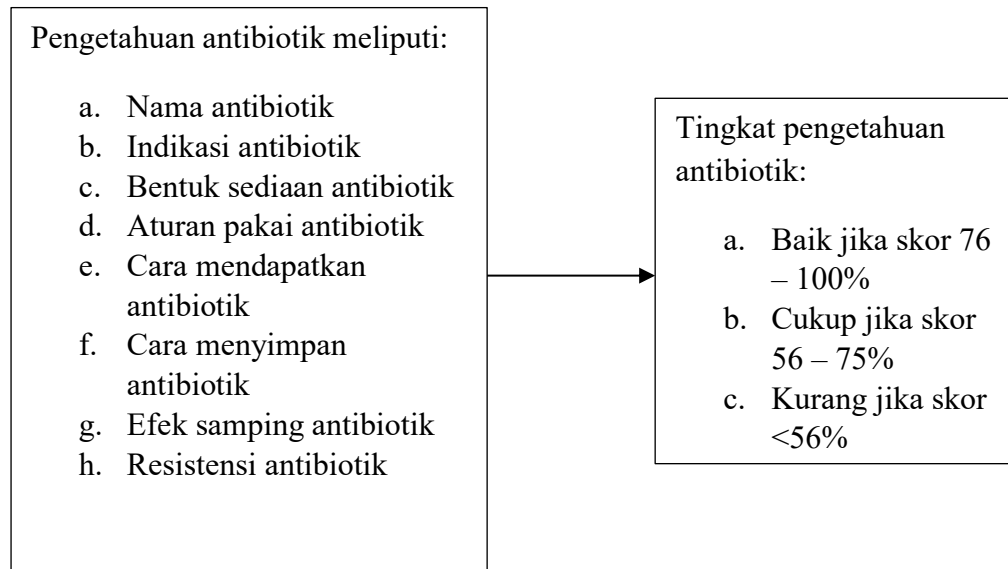 Pengetahuan antibiotik meliputi:
a. Nama antibiotik
b. Indikasi antibiotik
c. Bentuk sediaan antibiotik
d. Aturan pakai antibiotik
e. Cara mendapatkan
antibiotik
f. Cara menyimpan
antibiotik
g. Efek samping antibiotik
h. Resistensi antibiotik
Tingkat pengetahuan
antibiotik:
a. Baik jika skor 76
– 100%
b. Cukup jika skor
56 – 75%
c. Kurang jika skor
<56%